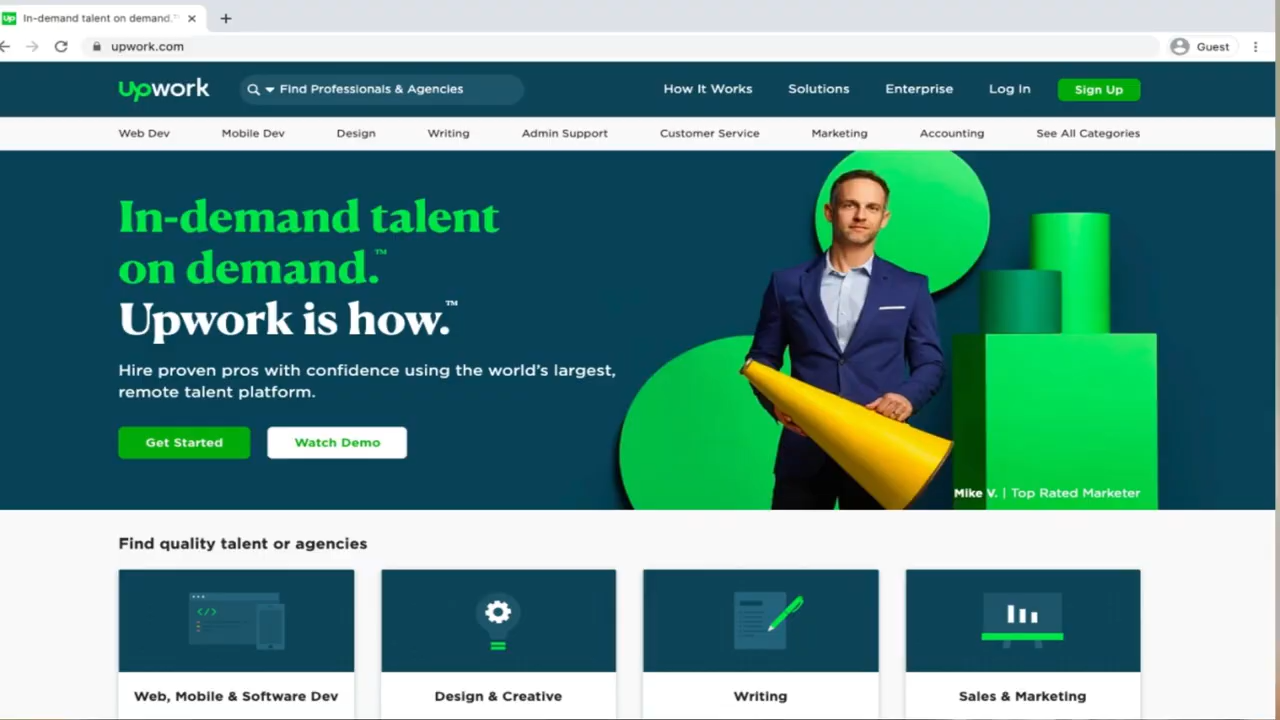 In-demand talent on demand.™
upwork.com
Guest
upwork
Find Professionals & Agencies
How It Works
Solutions
Enterprise
Log In
Sign Up
Web Dev
Mobile Dev
Design
Writing
Admin Support
Customer Service
Marketing
Accounting
See All Categories
In-demand talent
on demand.™
Upwork is how.™
Hire proven pros with confidence using the world's largest,
remote talent platform.
Get Started
Watch Demo
Mike V. | Top Rated Marketer
Find quality talent or agencies
</>
Web, Mobile & Software Dev
Design & Creative
Writing
Sales & Marketing